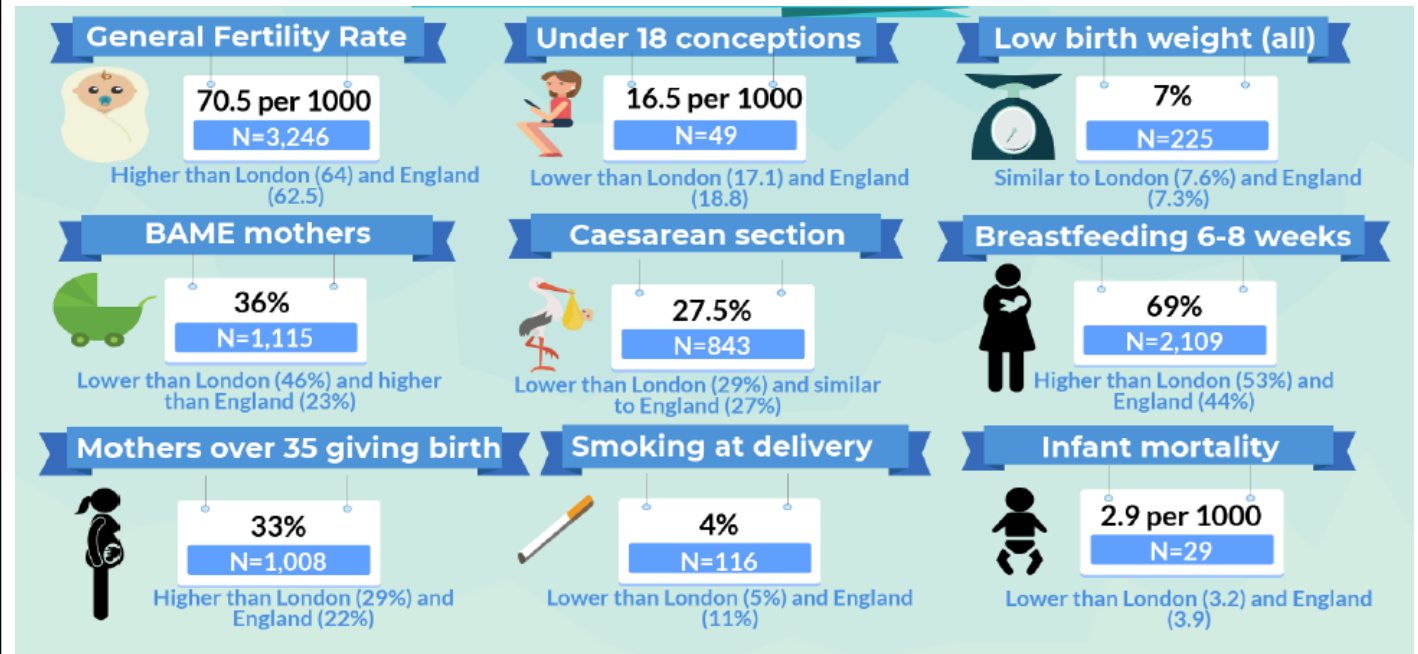 General Fertility Rate
70.5 per 1000
N=3,246
Higher than London (64) and England
(62.5)
Under 18 conceptions
16.5 per 1000
N=49
Lower than London (17.1) and England
(18.8)
Low birth weight (all)
7%
N=225
Similar to London (7.6%) and England
(7.3%)
BAME mothers
36%
N=1,115
Lower than London (46%) and higher
than England (23%)
Caesarean section
27.5%
N=843
Lower than London (29%) and similar
to England (27%)
Breastfeeding 6-8 weeks
69%
N=2,109
Higher than London (53%) and
England (44%)
Mothers over 35 giving birth
33%
N=1,008
Higher than London (29%) and
England (22%)
Smoking at delivery
4%
N=116
Lower than London (5%) and England
(11%)
Infant mortality
2.9 per 1000
N=29
Lower than London (3.2) and England
(3.9)